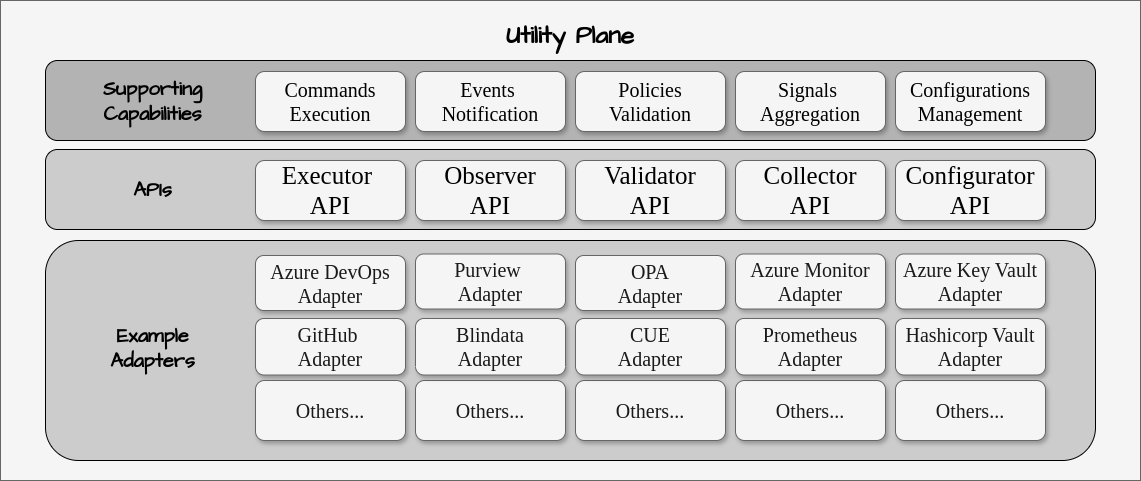 Utility Plane
Supporting
Capabilities
Commands
Execution
Events
Notification
Policies
Validation
Signals
Aggregation
Configurations
Management
APIs
Executor
API
Observer
API
Validator
API
Collector
API
Configurator
API
Example
Adapters
Azure DevOps
Adapter
Purview
Adapter
OPA
Adapter
Azure Monitor
Adapter
Azure Key Vault
Adapter
GitHub
Adapter
Blindata
Adapter
CUE
Adapter
Prometheus
Adapter
Hashicorp Vault
Adapter
Others...
Others...
Others...
Others...
Others...